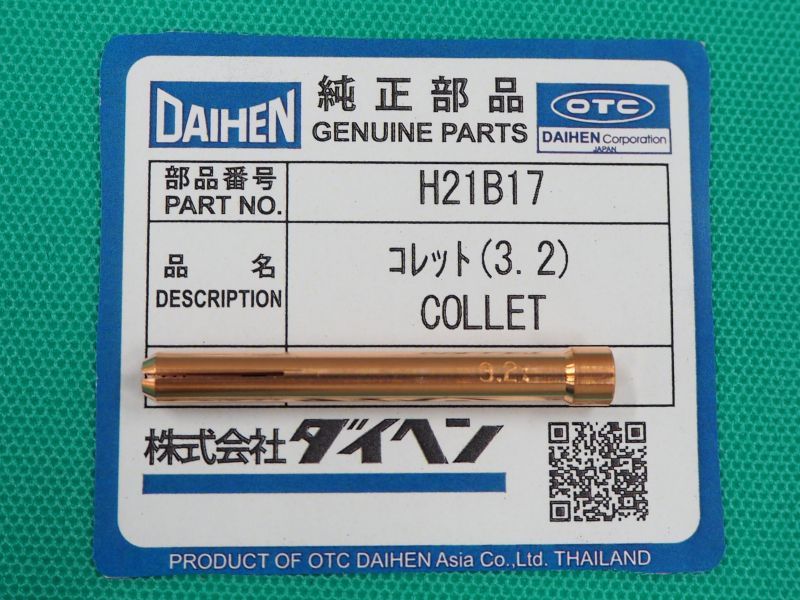 DAIHEN
純正部品
GENUINE PARTS
OTC
DAIHEN Corporation
JAPAN
部品番号
PART NO.
H21B17
品名
DESCRIPTION
コレット(3.2)
COLLET
3.2
株式会社ダイヘン
PRODUCT OF OTC DAIHEN Asia Co.,Ltd. THAILAND